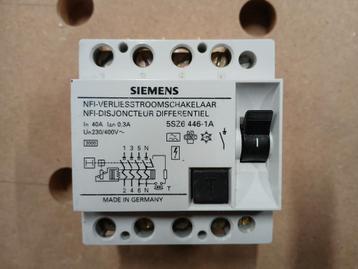 SIEMENS
NFI-VERLIESSTROOMSCHAKELAAR
NFI-DISJONCTEUR DIFFERENTIEL
In 40A IΔn 0,3A 5SZ6 446-1A
Un 230/400V~
3000
1 3 5 N
T
2 4 6 N
T
MADE IN GERMANY